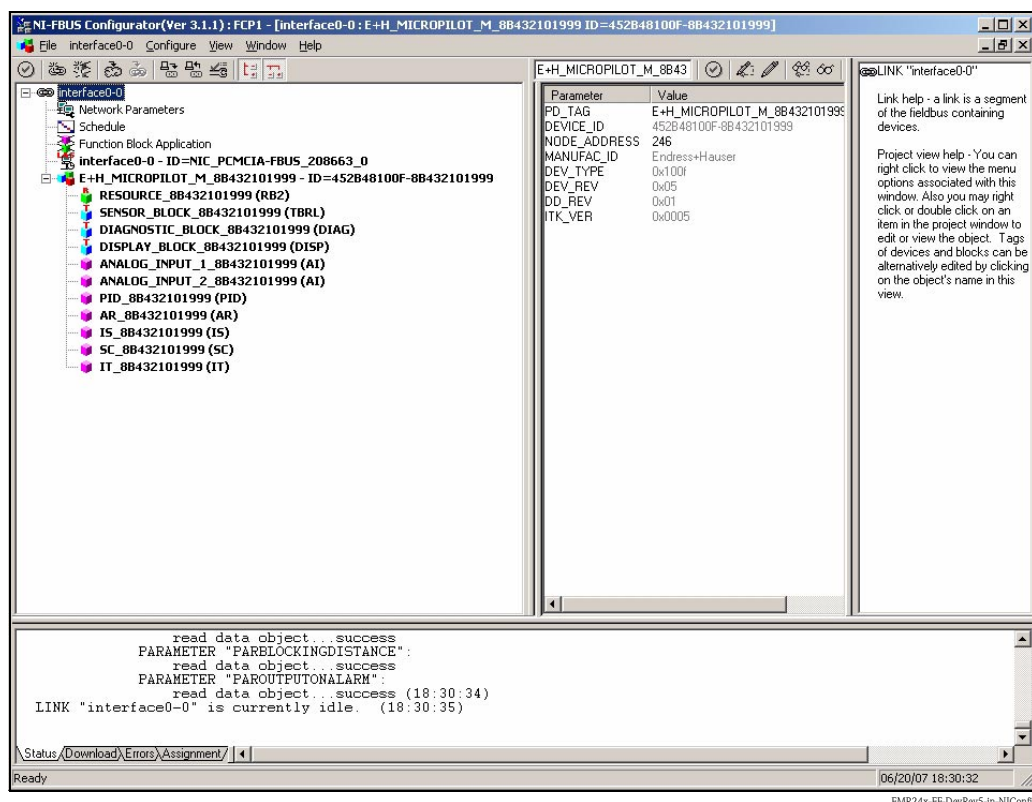 NI-FBUS Configurator(Ver 3.1.1) : FCP1 - [interface0-0 : E+H_MICROPILOT_M_8B432101999 ID=452B48100F-8B432101999]
File interface0-0 Configure View Window Help
E+H_MICROPILOT_M_8B43
interface0-0
Network Parameters
Schedule
Function Block Application
interface0-0 - ID=NIC_PCMCIA-FBUS_208663_0
E+H_MICROPILOT_M_8B432101999 - ID=452B48100F-8B432101999
RESOURCE_8B432101999 (RB2)
SENSOR_BLOCK_8B432101999 (TBRL)
DIAGNOSTIC_BLOCK_8B432101999 (DIAG)
DISPLAY_BLOCK_8B432101999 (DISP)
ANALOG_INPUT_1_8B432101999 (AI)
ANALOG_INPUT_2_8B432101999 (AI)
PID_8B432101999 (PID)
AR_8B432101999 (AR)
IS_8B432101999 (IS)
SC_8B432101999 (SC)
IT_8B432101999 (IT)
Parameter Value
PD_TAG E+H_MICROPILOT_M_8B432101999
DEVICE_ID 452B48100F-8B432101999
NODE_ADDRESS 246
MANUFAC_ID Endress+Hauser
DEV_TYPE 0x100f
DEV_REV 0x05
DD_REV 0x01
ITK_VER 0x0005
LINK "interface0-0"
Link help - a link is a segment
of the fieldbus containing
devices.
Project view help - You can
right click to view the menu
options associated with this
window. Also you may right
click or double click on an
item in the project window to
edit or view the object. Tags
of devices and blocks can be
alternatively edited by clicking
on the object's name in this
view.
read data object...success
PARAMETER "PARBLOCKINGDISTANCE":
read data object...success
PARAMETER "PAROUTPUTONALARM":
read data object...success (18:30:34)
LINK "interface0-0" is currently idle. (18:30:35)
Status Download Errors Assignment
Ready 06/20/07 18:30:32